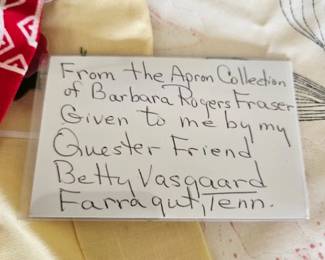 From the Apron Collection
of Barbara Rogers Fraser
Given to me by my
Quester Friend
Betty Vasgaard
Farragut, Tenn.